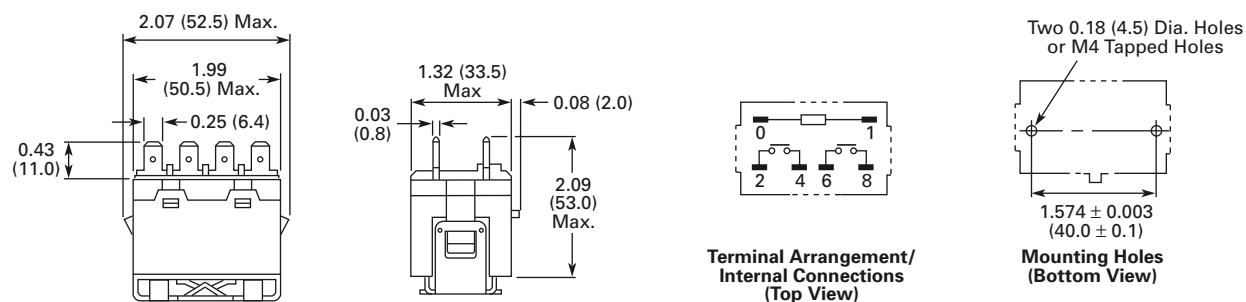 2.07 (52.5) Max.
1.99
(50.5) Max.
0.25 (6.4)
0.43
(11.0)
1.32 (33.5)
Max
0.08 (2.0)
0.03
(0.8)
2.09
(53.0)
Max.
0
1
2
4
6
8
Terminal Arrangement/
Internal Connections
(Top View)
Two 0.18 (4.5) Dia. Holes
or M4 Tapped Holes
1.574 ± 0.003
(40.0 ± 0.1)
Mounting Holes
(Bottom View)